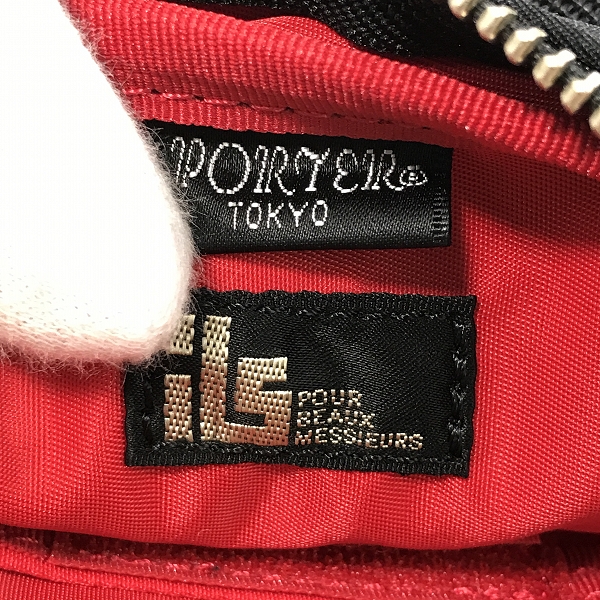 PORTER®
TOKYO
ils
POUR
BEAUX
MESSIEURS